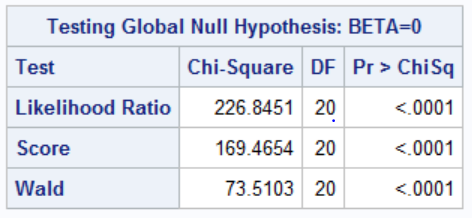 Testing Global Null Hypothesis: BETA=0
Test Chi-Square DF Pr > ChiSq
Likelihood Ratio 226.8451 20 <.0001
Score 169.4654 20 <.0001
Wald 73.5103 20 <.0001